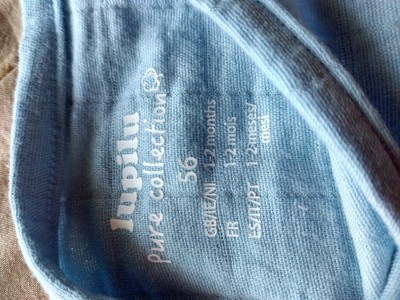 lupilu
pure collection
56
GB/IE/NI 1-2 months
FR 1-2 mois
ES/IT/PT 1-2 meses/
mesi